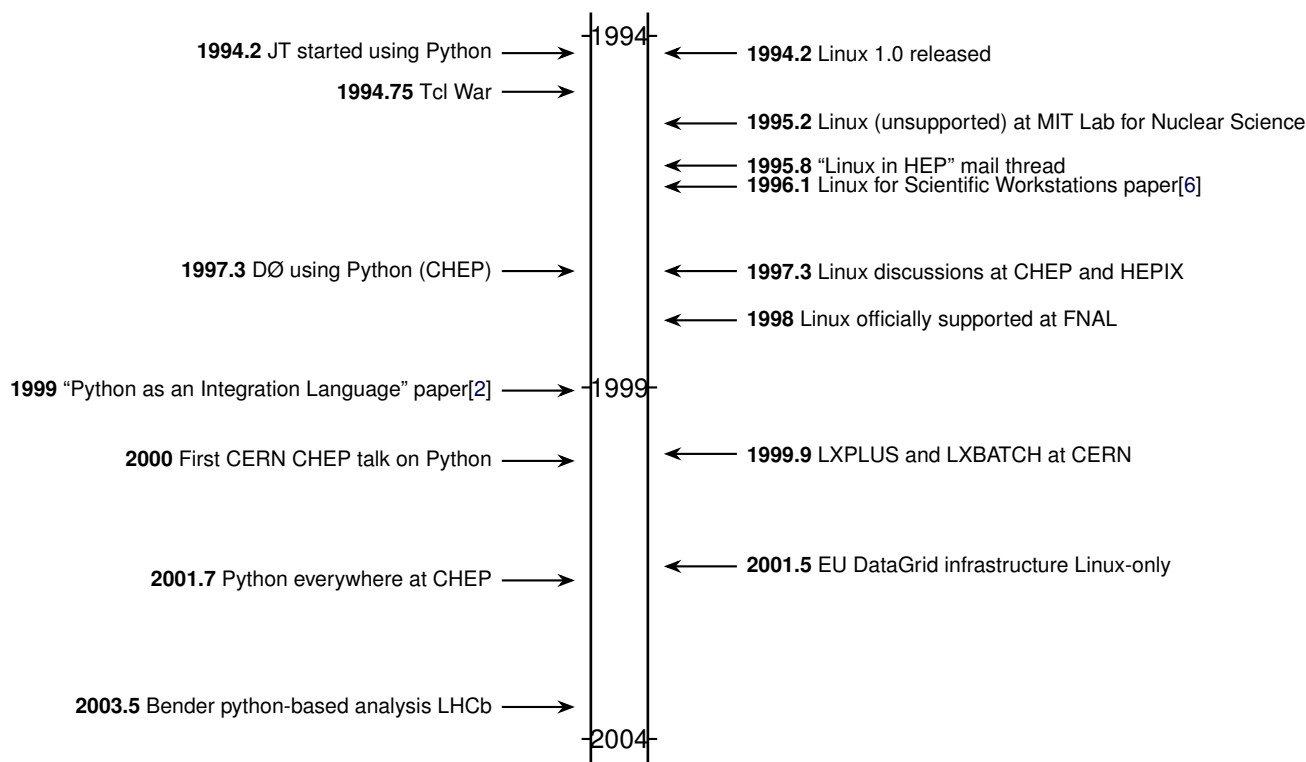 1994
1994.2 JT started using Python
1994.2 Linux 1.0 released
1994.75 Tcl War
1995.2 Linux (unsupported) at MIT Lab for Nuclear Science
1995.8 “Linux in HEP” mail thread
1996.1 Linux for Scientific Workstations paper[6]
1997.3 DØ using Python (CHEP)
1997.3 Linux discussions at CHEP and HEPIX
1998 Linux officially supported at FNAL
1999
1999 “Python as an Integration Language” paper[2]
1999.9 LXPLUS and LXBATCH at CERN
2000 First CERN CHEP talk on Python
2001.5 EU DataGrid infrastructure Linux-only
2001.7 Python everywhere at CHEP
2003.5 Bender python-based analysis LHCb
2004